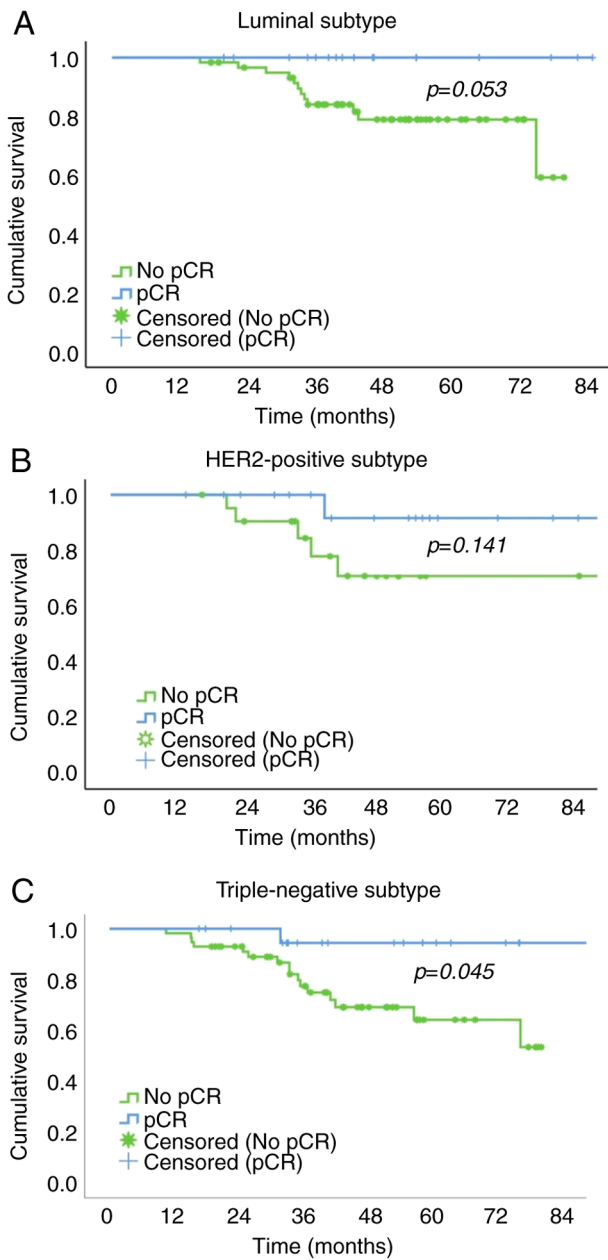 A
Luminal subtype
1.0
0.8
0.6
0.4
0.2
0.0
Cumulative survival
p=0.053
No pCR
pCR
Censored (No pCR)
Censored (pCR)
0 12 24 36 48 60 72 84
Time (months)
B
HER2-positive subtype
1.0
0.8
0.6
0.4
0.2
0.0
Cumulative survival
p=0.141
No pCR
pCR
Censored (No pCR)
Censored (pCR)
0 12 24 36 48 60 72 84
Time (months)
C
Triple-negative subtype
1.0
0.8
0.6
0.4
0.2
0.0
Cumulative survival
p=0.045
No pCR
pCR
Censored (No pCR)
Censored (pCR)
0 12 24 36 48 60 72 84
Time (months)